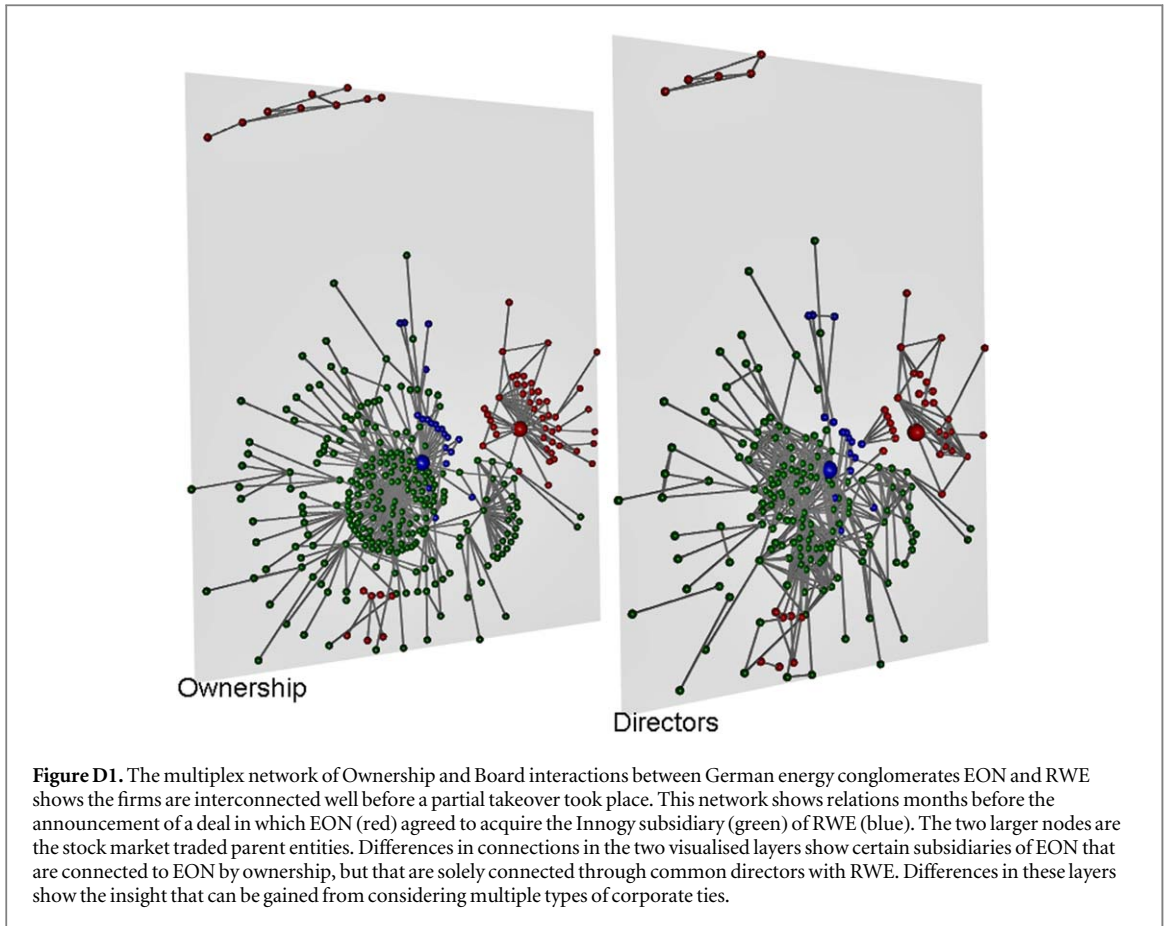 Ownership
Directors
Figure D1. The multiplex network of Ownership and Board interactions between German energy conglomerates EON and RWE
shows the firms are interconnected well before a partial takeover took place. This network shows relations months before the
announcement of a deal in which EON (red) agreed to acquire the Innogy subsidiary (green) of RWE (blue). The two larger nodes are
the stock market traded parent entities. Differences in connections in the two visualised layers show certain subsidiaries of EON that
are connected to EON by ownership, but that are solely connected through common directors with RWE. Differences in these layers
show the insight that can be gained from considering multiple types of corporate ties.